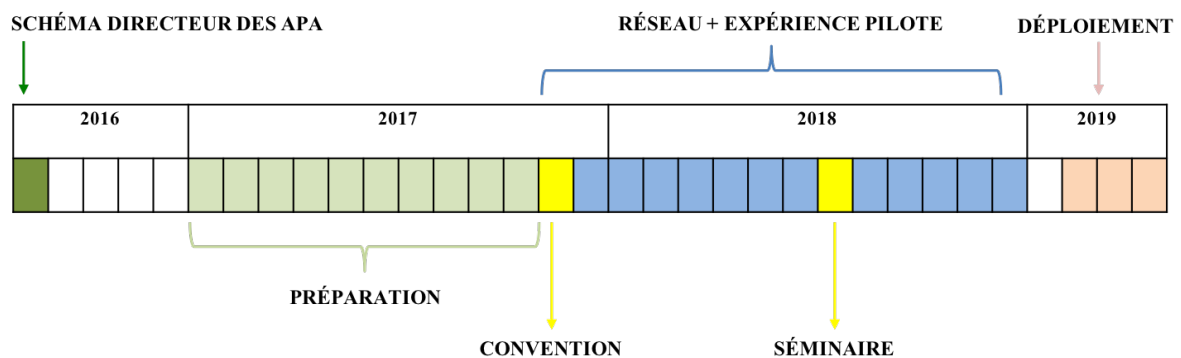 SCHÉMA DIRECTEUR DES APA
RÉSEAU + EXPÉRIENCE PILOTE
DÉPLOIEMENT
2016
2017
2018
2019
PRÉPARATION
CONVENTION
SÉMINAIRE